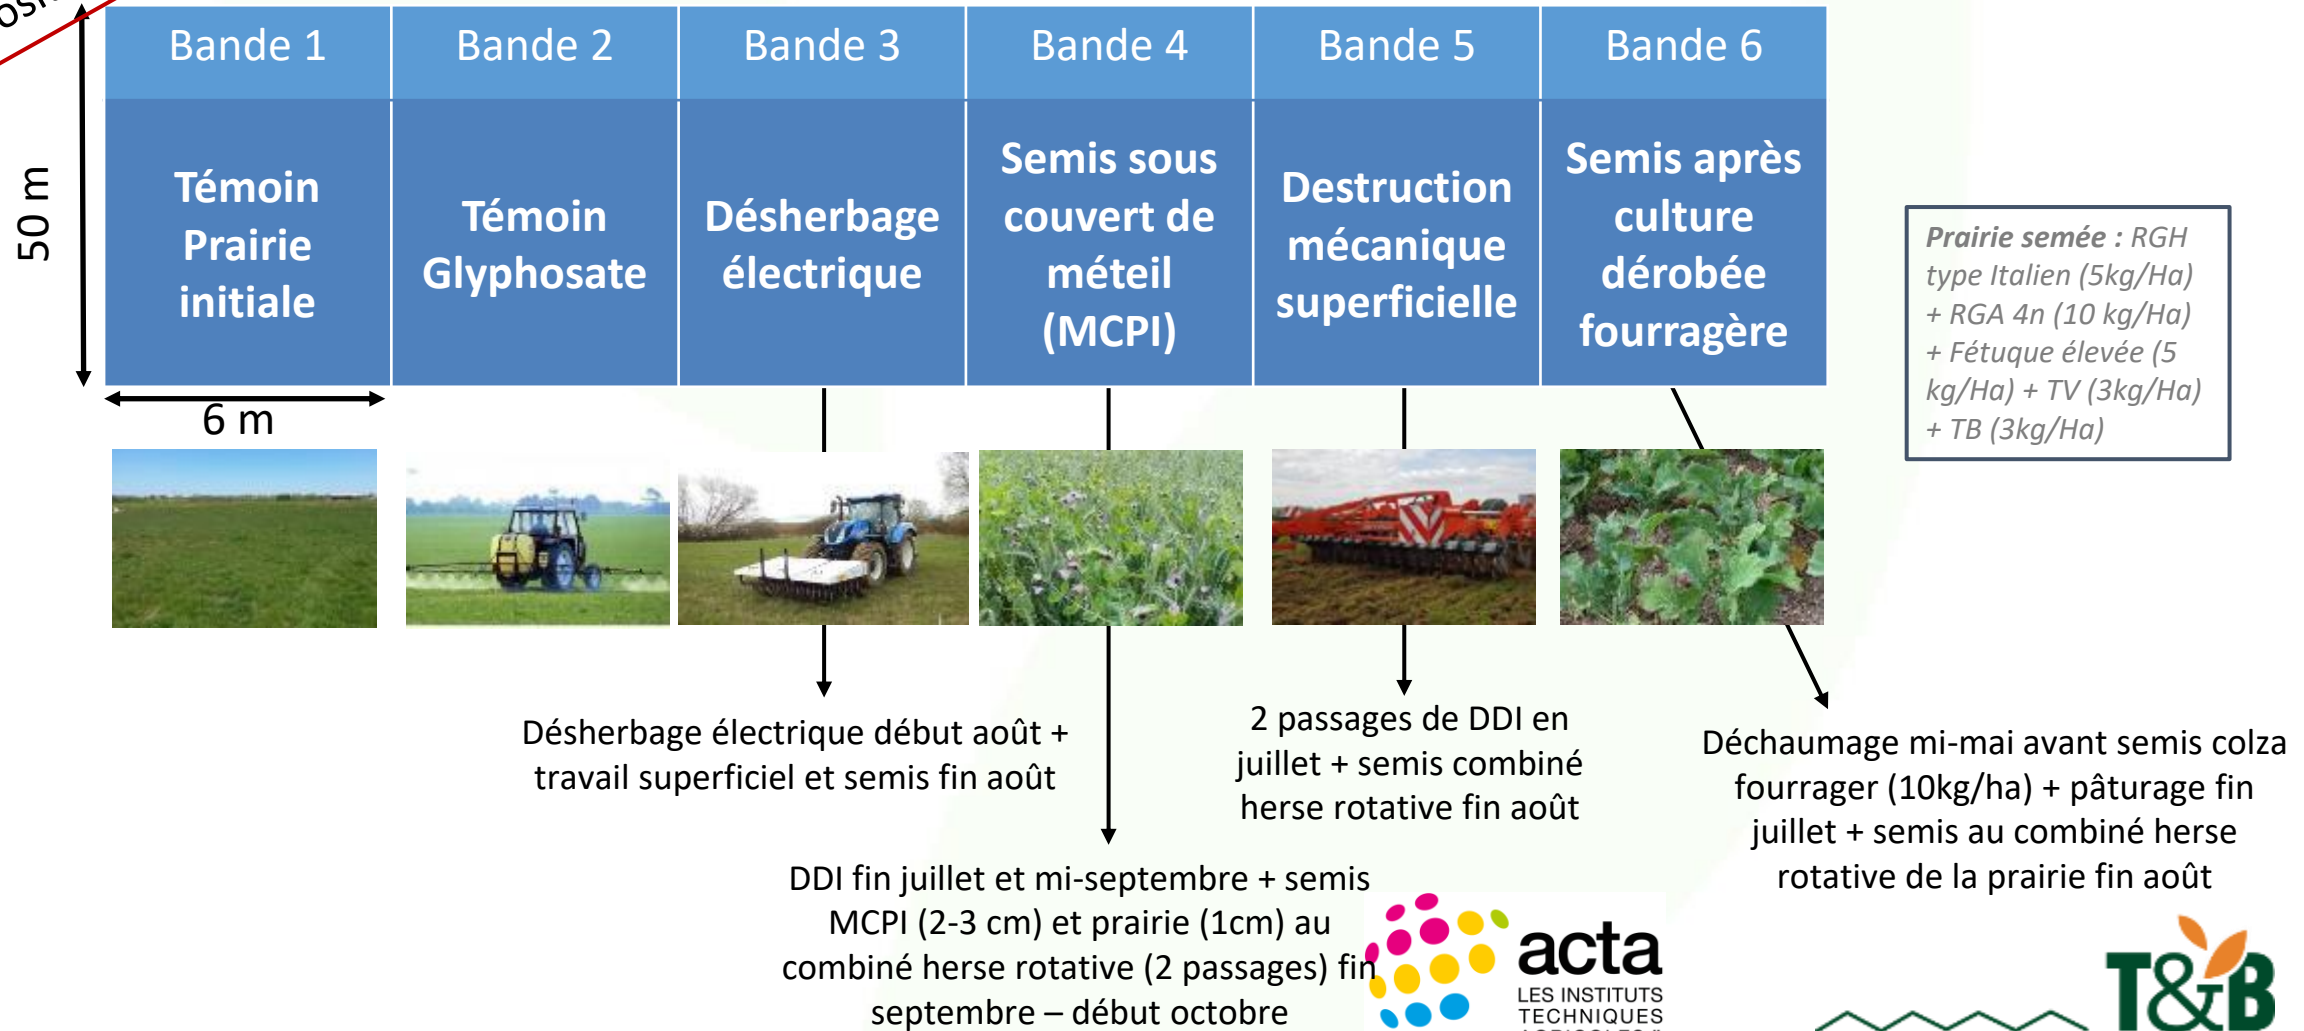 Bande 1
Bande 2
Bande 3
Bande 4
Bande 5
Bande 6
Témoin
Prairie
initiale
Témoin
Glyphosate
Désherbage
électrique
Semis sous
couvert de
méteil
(MCPI)
Destruction
mécanique
superficielle
Semis après
culture
dérobée
fourragère
50 m
6 m
Prairie semée : RGH
type Italien (5kg/Ha)
+ RGA 4n (10 kg/Ha)
+ Fétuque élevée (5
kg/Ha) + TV (3kg/Ha)
+ TB (3kg/Ha)
Désherbage électrique début août +
travail superficiel et semis fin août
DDI fin juillet et mi-septembre + semis
MCPI (2-3 cm) et prairie (1cm) au
combiné herse rotative (2 passages) fin
septembre – début octobre
2 passages de DDI en
juillet + semis combiné
herse rotative fin août
Déchaumage mi-mai avant semis colza
fourrager (10kg/ha) + pâturage fin
juillet + semis au combiné herse
rotative de la prairie fin août
acta
LES INSTITUTS
TECHNIQUES
T&B